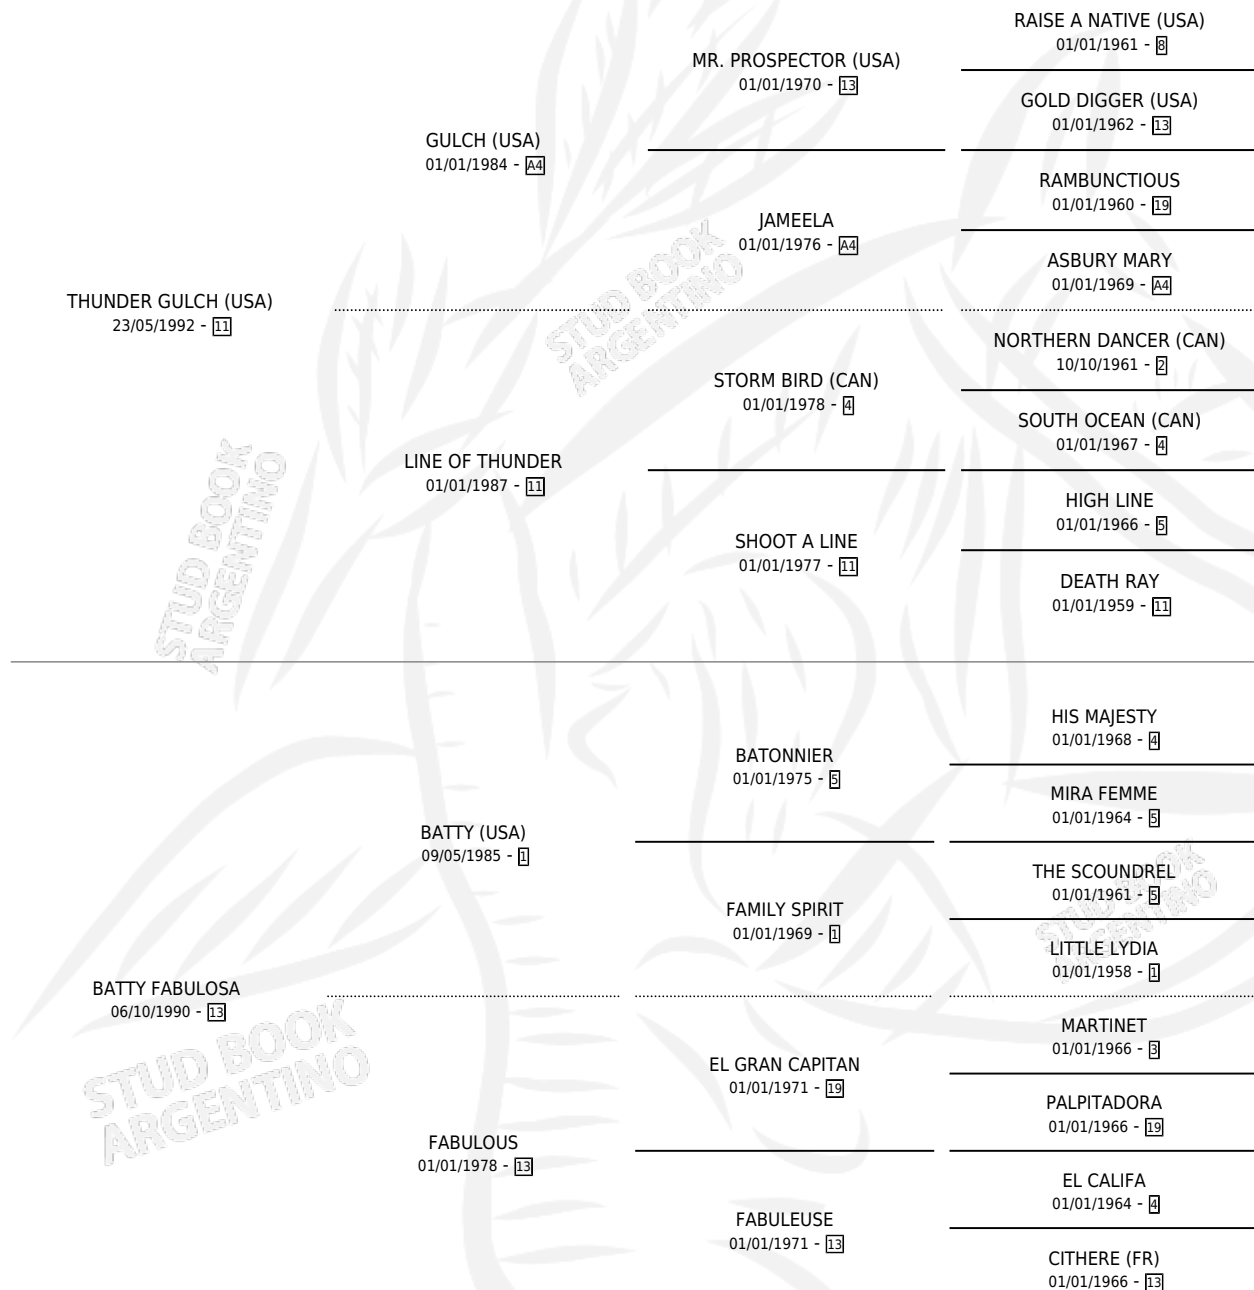 RAISE A NATIVE (USA)
01/01/1961 - 8
MR. PROSPECTOR (USA)
01/01/1970 - 13
GOLD DIGGER (USA)
01/01/1962 - 13
GULCH (USA)
01/01/1984 - A4
RAMBUNCTIOUS
01/01/1960 - 19
JAMEELA
01/01/1976 - A4
ASBURY MARY
01/01/1969 - A4
THUNDER GULCH (USA)
23/05/1992 - 11
NORTHERN DANCER (CAN)
10/10/1961 - 2
STORM BIRD (CAN)
01/01/1978 - 4
SOUTH OCEAN (CAN)
01/01/1967 - 4
LINE OF THUNDER
01/01/1987 - 11
HIGH LINE
01/01/1966 - 5
SHOOT A LINE
01/01/1977 - 11
DEATH RAY
01/01/1959 - 11
HIS MAJESTY
01/01/1968 - 4
BATONNIER
01/01/1975 - 5
MIRA FEMME
01/01/1964 - 5
BATTY (USA)
09/05/1985 - 1
THE SCOUNDREL
01/01/1961 - 5
FAMILY SPIRIT
01/01/1969 - 1
LITTLE LYDIA
01/01/1958 - 1
BATTY FABULOSA
06/10/1990 - 13
MARTINET
01/01/1966 - 3
EL GRAN CAPITAN
01/01/1971 - 19
PALPITADORA
01/01/1966 - 19
FABULOUS
01/01/1978 - 13
EL CALIFA
01/01/1964 - 4
FABULEUSE
01/01/1971 - 13
CITHERE (FR)
01/01/1966 - 13
STUD BOOK
ARGENTINO
STUD BOOK
ARGENTINO
STUD BOOK
ARGENTINO
STUD BOOK
ARGENTINO